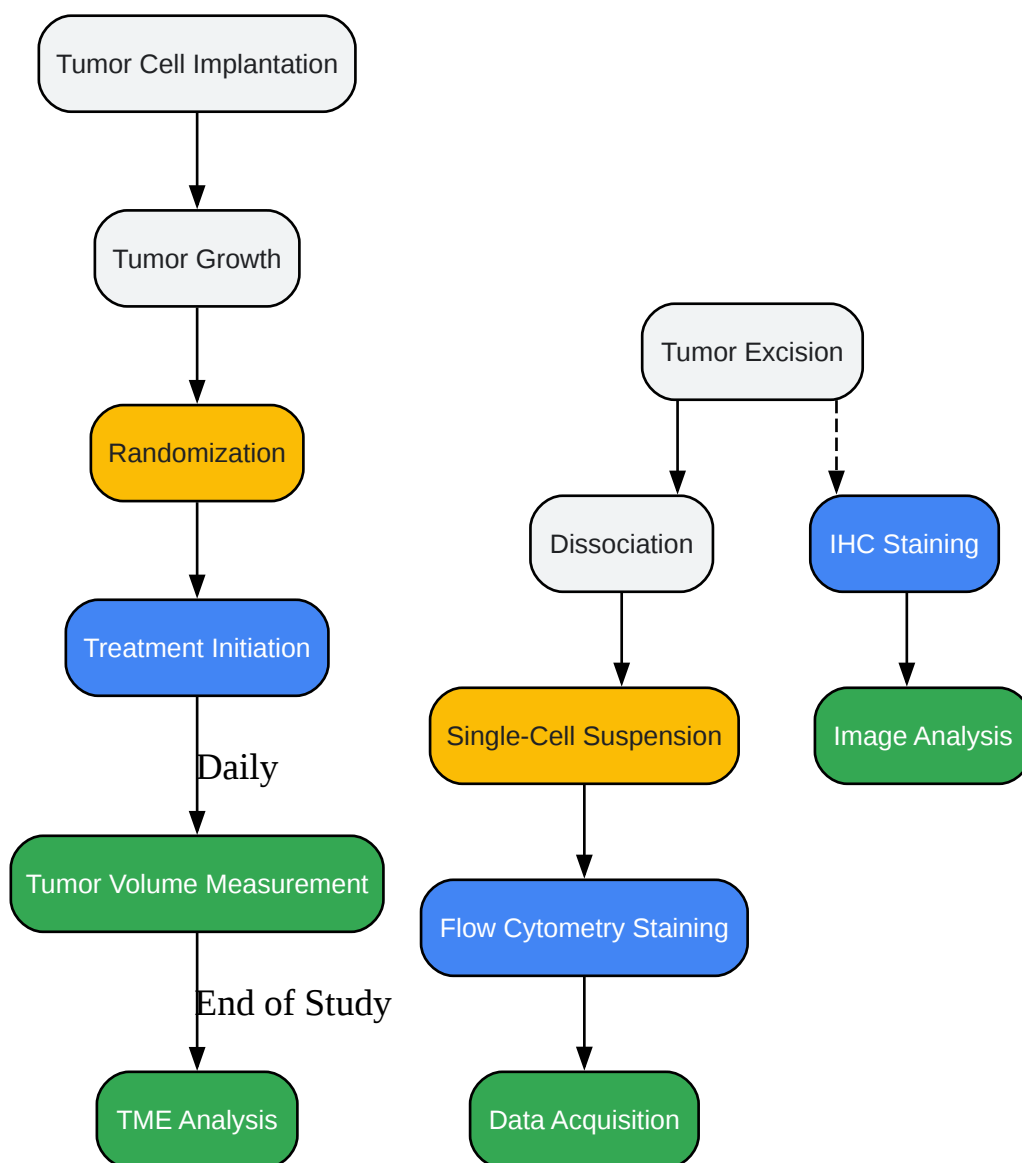 Tumor Cell Implantation
Tumor Growth
Randomization
Treatment Initiation
Daily
Tumor Volume Measurement
End of Study
TME Analysis
Tumor Excision
Dissociation
IHC Staining
Single-Cell Suspension
Image Analysis
Flow Cytometry Staining
Data Acquisition